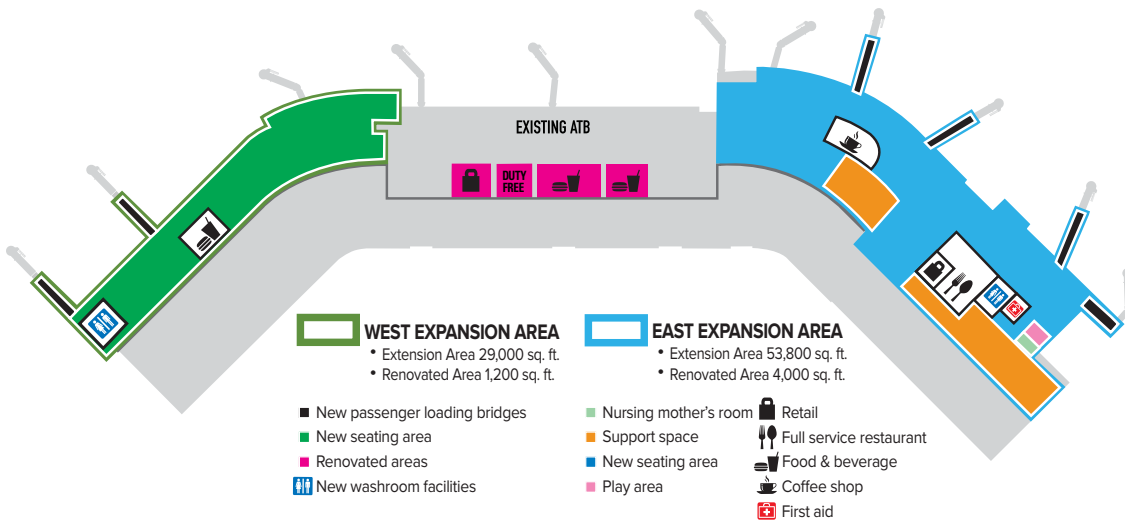 EXISTING ATB
DUTY
FREE
WEST EXPANSION AREA
• Extension Area 29,000 sq. ft.
• Renovated Area 1,200 sq. ft.
EAST EXPANSION AREA
• Extension Area 53,800 sq. ft.
• Renovated Area 4,000 sq. ft.
New passenger loading bridges
New seating area
Renovated areas
New washroom facilities
Nursing mother's room
Support space
New seating area
Play area
Retail
Full service restaurant
Food & beverage
Coffee shop
First aid